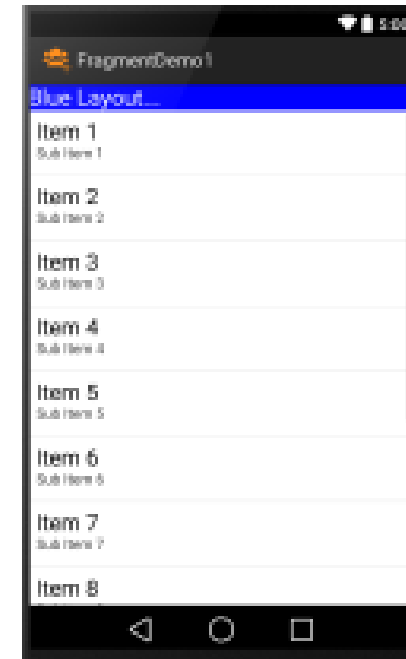 5:00
FragmentDemo1
Blue Layout...
Item 1
Sub Item 1
Item 2
Sub Item 2
Item 3
Sub Item 3
Item 4
Sub Item 4
Item 5
Sub Item 5
Item 6
Sub Item 6
Item 7
Sub Item 7
Item 8